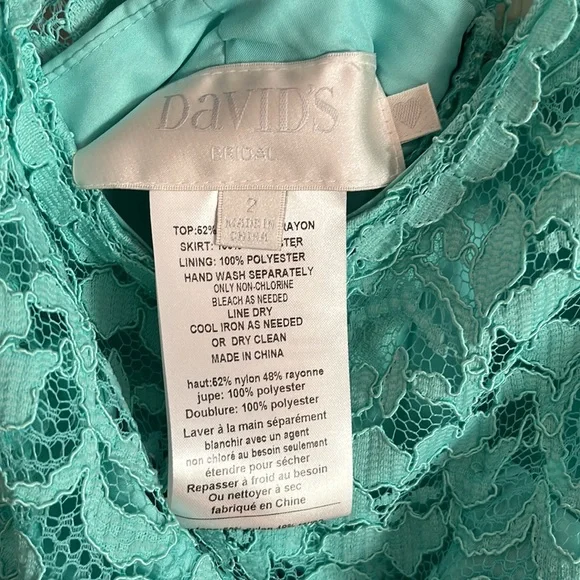 DaVID'S
BRIDAL
2
MADE IN
CHINA
TOP:52% RAYON
SKIRT: 100%
LINING: 100% POLYESTER
HAND WASH SEPARATELY
ONLY NON-CHLORINE
BLEACH AS NEEDED
LINE DRY
COOL IRON AS NEEDED
OR DRY CLEAN
MADE IN CHINA
haut:52% nylon 48% rayonne
jupe: 100% polyester
Doublure: 100% polyester
Laver à la main séparément
blanchir avec un agent
non chloré au besoin seulement
étendre pour sécher
Repasser à froid au besoin
Ou nettoyer à sec
fabriqué en Chine